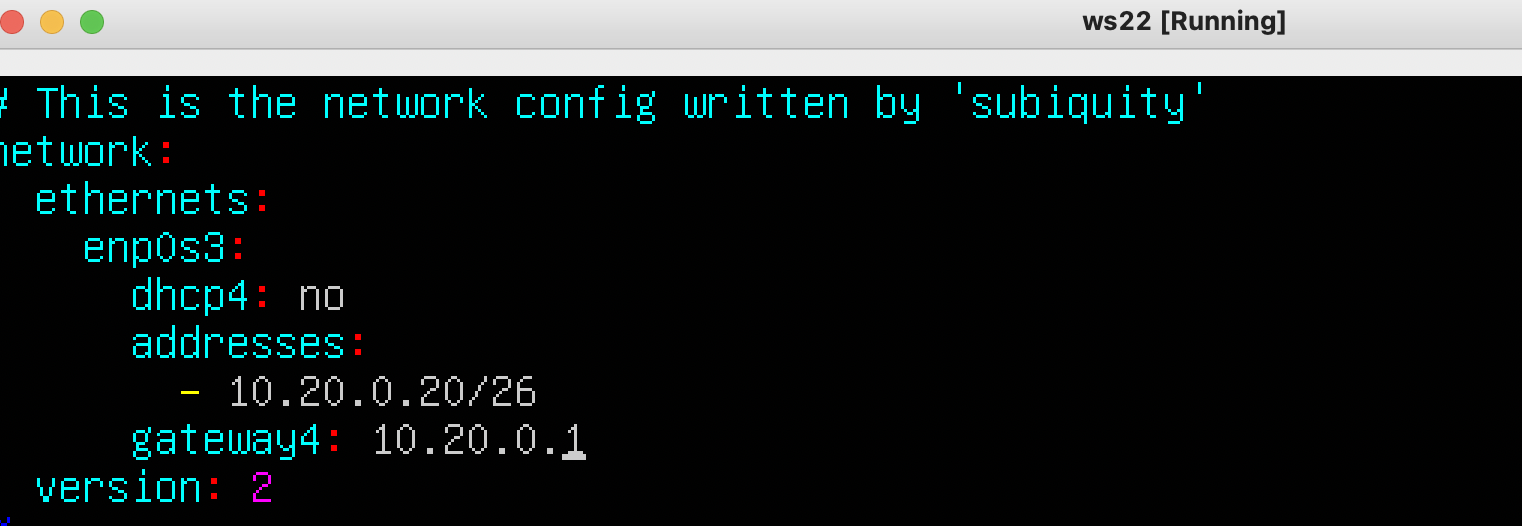 ws22 [Running]
# This is the network config written by 'subiquity'
network:
  ethernets:
    enp0s3:
      dhcp4: no
      addresses:
        - 10.20.0.20/26
      gateway4: 10.20.0.1
  version: 2